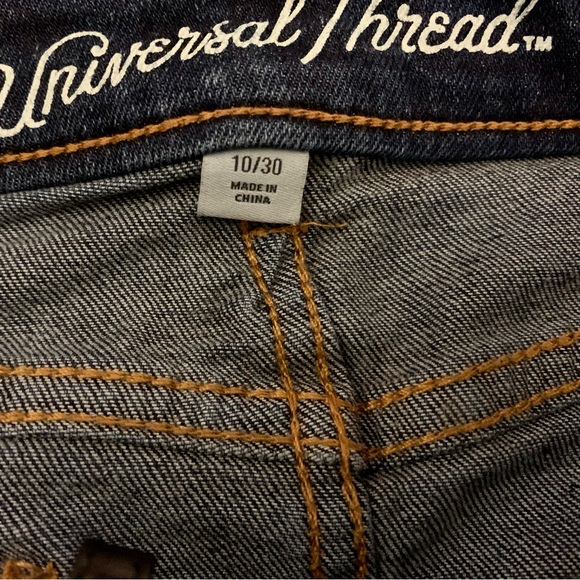 Universal Thread™
10/30
MADE IN
CHINA